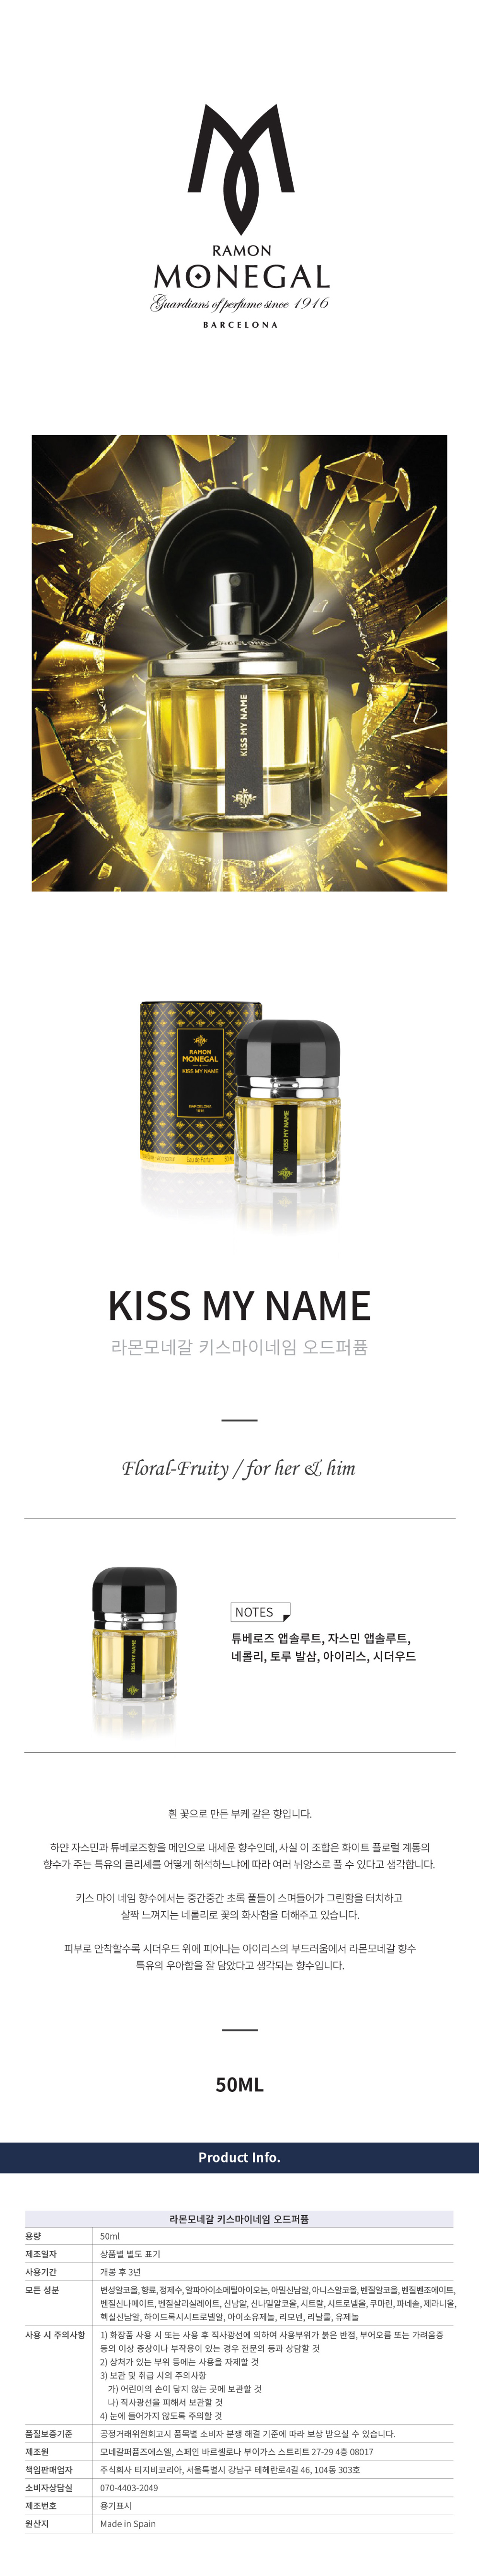 RAMON
MONEGAL
Guardians of perfume since 1916
BARCELONA
KISS MY NAME
RM
RAMON
MONEGAL
KISS MY NAME
BARCELONA
Eau de Parfum
KISS MY NAME
KISS MY NAME
라몬모네갈 키스마이네임 오드퍼퓸
Floral-Fruity / for her & him
KISS MY NAME
NOTES
튜베로즈 앱솔루트, 자스민 앱솔루트,
네롤리, 토루 발삼, 아이리스, 시더우드
흰 꽃으로 만든 부케 같은 향입니다.
하얀 자스민과 튜베로즈향을 메인으로 내세운 향수인데, 사실 이 조합은 화이트 플로럴 계통의
향수가 주는 특유의 클리셰를 어떻게 해석하느냐에 따라 여러 뉘앙스로 풀 수 있다고 생각합니다.
키스 마이 네임 향수에서는 중간중간 초록 풀들이 스며들어가 그린함을 터치하고
살짝 느껴지는 네롤리로 꽃의 화사함을 더해주고 있습니다.
피부로 안착할수록 시더우드 위에 피어나는 아이리스의 부드러움에서 라몬모네갈 향수
특유의 우아함을 잘 담았다고 생각되는 향수입니다.
50ML
Product Info.
라몬모네갈 키스마이네임 오드퍼퓸
용량 50ml
제조일자 상품별 별도 표기
사용기간 개봉 후 3년
모든 성분 변성알코올, 향료, 정제수, 알파아이소메틸아이오논, 아밀신남알, 아니스알코올, 벤질알코올, 벤질벤조에이트,
벤질신나메이트, 벤질살리실레이트, 신남알, 신나밀알코올, 시트랄, 시트로넬올, 쿠마린, 파네솔, 제라니올,
헥실신남알, 하이드록시시트로넬알, 아이소유제놀, 리모넨, 리날룰, 유제놀
사용 시 주의사항 1) 화장품 사용 시 또는 사용 후 직사광선에 의하여 사용부위가 붉은 반점, 부어오름 또는 가려움증
등의 이상 증상이나 부작용이 있는 경우 전문의 등과 상담할 것
2) 상처가 있는 부위 등에는 사용을 자제할 것
3) 보관 및 취급 시의 주의사항
가) 어린이의 손이 닿지 않는 곳에 보관할 것
나) 직사광선을 피해서 보관할 것
4) 눈에 들어가지 않도록 주의할 것
품질보증기준 공정거래위원회고시 품목별 소비자 분쟁 해결 기준에 따라 보상 받으실 수 있습니다.
제조원 모네갈퍼퓸즈에스엘, 스페인 바르셀로나 부이가스 스트리트 27-29 4층 08017
책임판매업자 주식회사 티지비코리아, 서울특별시 강남구 테헤란로4길 46, 104동 303호
소비자상담실 070-4403-2049
제조번호 용기표시
원산지 Made in Spain